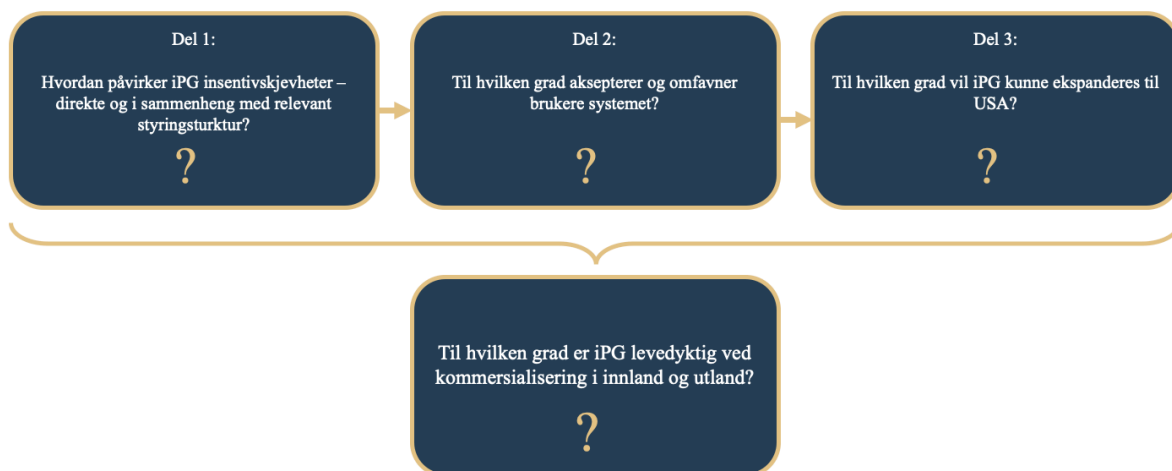 Del 1:
Hvordan påvirker iPG insentivskjevheter –
direkte og i sammenheng med relevant
styringsturktur?
?
Del 2:
Til hvilken grad aksepterer og omfavner
brukere systemet?
?
Del 3:
Til hvilken grad vil iPG kunne ekspanderes til
USA?
?
Til hvilken grad er iPG levedyktig ved
kommersialisering i innland og utland?
?